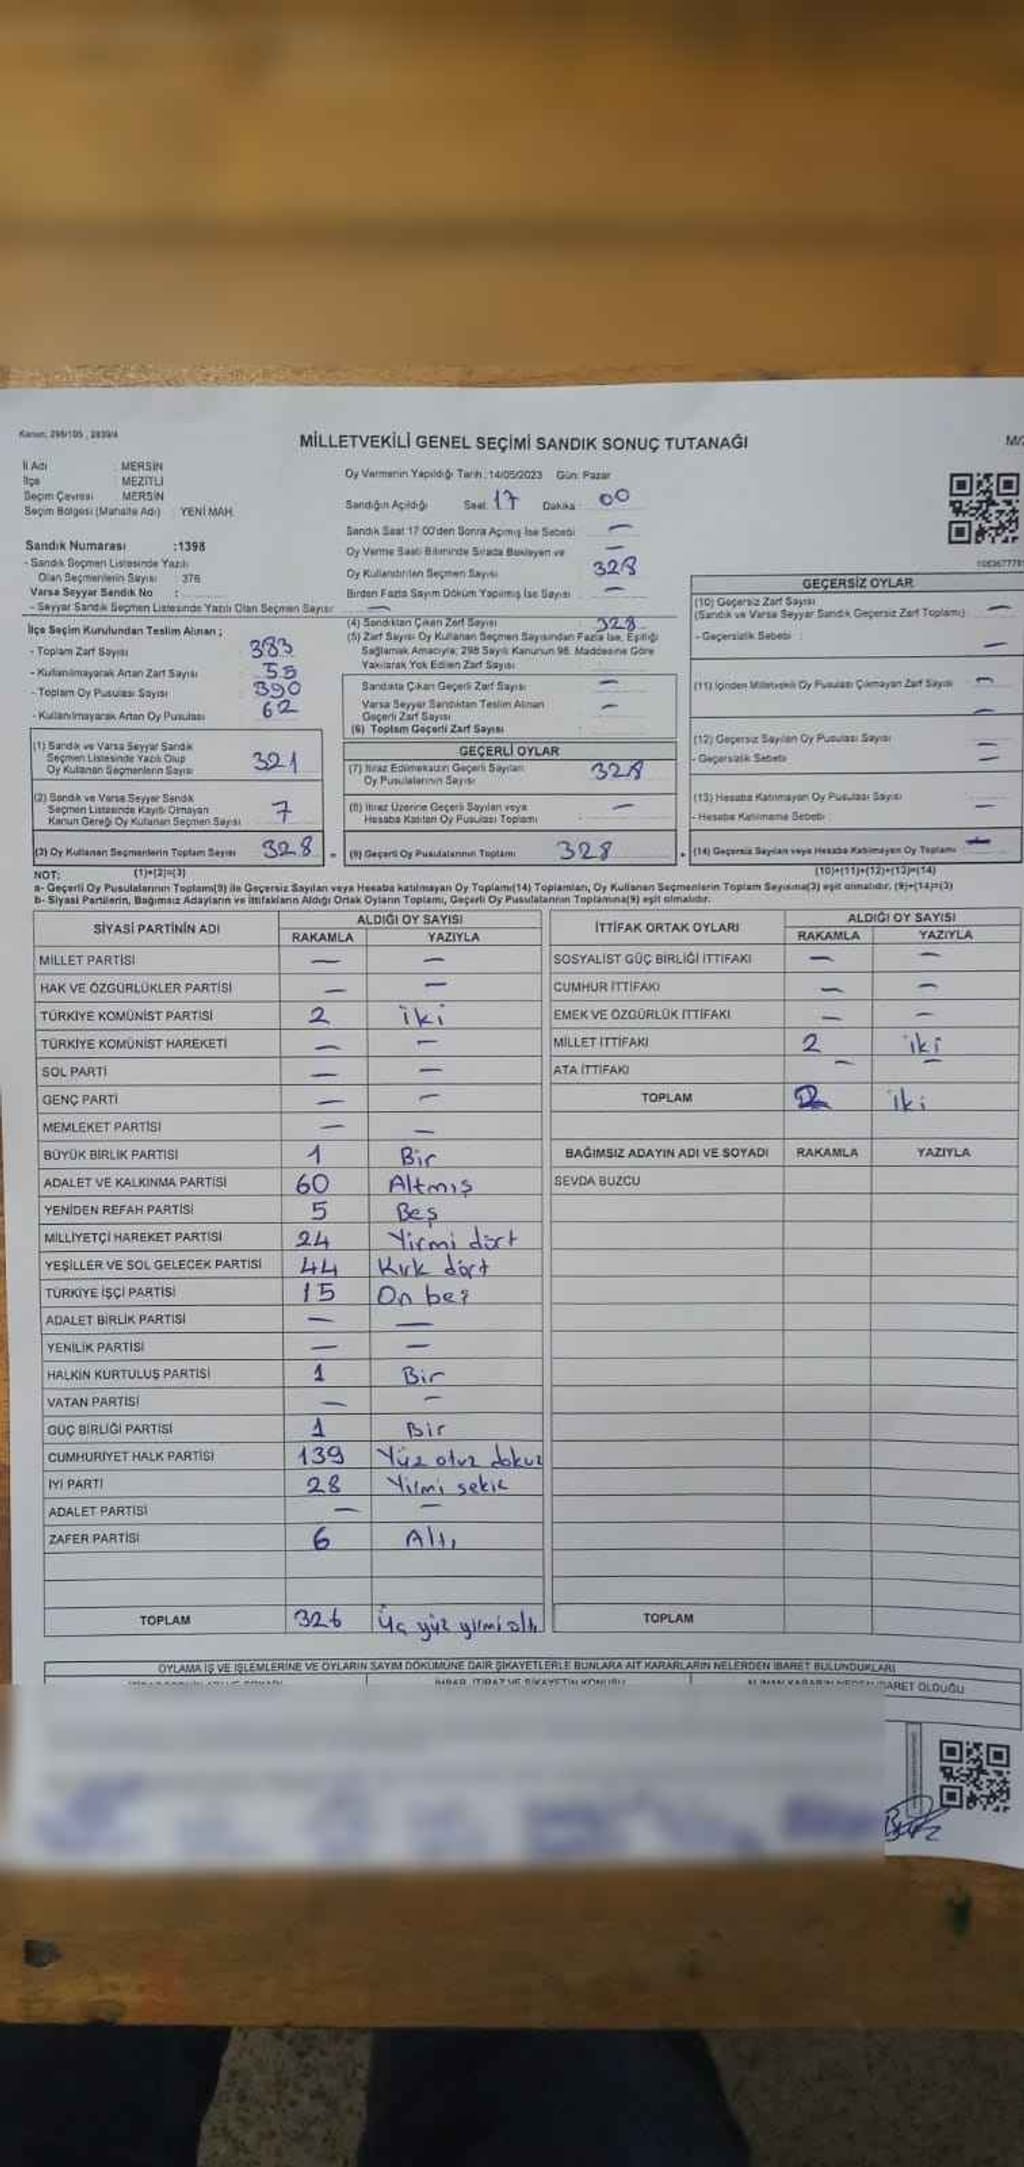 Kanun: 298/105 , 2839/4
MİLLETVEKİLİ GENEL SEÇİMİ SANDIK SONUÇ TUTANAĞI
M/2
İl Adı : MERSİN
İlçe : MEZİTLİ
Seçim Çevresi : MERSİN
Seçim Bölgesi (Mahalle Adı) : YENİ MAH.
Sandık Numarası :1398
- Sandık Seçmen Listesinde Yazılı
Olan Seçmenlerin Sayısı : 376
Varsa Seyyar Sandık No :
- Seyyar Sandık Seçmen Listesinde Yazılı Olan Seçmen Sayısı —
Oy Vermenin Yapıldığı Tarih: 14/05/2023 Gün: Pazar
Sandığın Açıldığı Saat 17 Dakika 00
Sandık Saat 17:00'den Sonra Açımış İse Sebebi —
Oy Verme Saati Bitiminde Sırada Bekleyen ve —
Oy Kullandırılan Seçmen Sayısı 328
Birden Fazla Sayım Döküm Yapılmış İse Sayısı —
İlçe Seçim Kurulundan Teslim Alınan ;
- Toplam Zarf Sayısı 383
- Kullanılmayarak Artan Zarf Sayısı 55
- Toplam Oy Pusulası Sayısı 390
- Kullanılmayarak Artan Oy Pusulası 62
(1) Sandık ve Varsa Seyyar Sandık
Seçmen Listesinde Yazılı Olup
Oy Kullanan Seçmenlerin Sayısı 321
(2) Sandık ve Varsa Seyyar Sandık
Seçmen Listesinde Kayıtlı Olmayan
Kanun Gereği Oy Kullanan Seçmen Sayısı 7
(3) Oy Kullanan Seçmenlerin Toplam Sayısı 328
(4) Sandıktan Çıkan Zarf Sayısı 328
(5) Zarf Sayısı Oy Kullanan Seçmen Sayısından Fazla İse, Eşitliği
Sağlamak Amacıyla; 298 Sayılı Kanunun 98. Maddesine Göre
Yakılarak Yok Edilen Zarf Sayısı
Sandıkta Çıkan Geçerli Zarf Sayısı —
Varsa Seyyar Sandıktan Teslim Alınan
Geçerli Zarf Sayısı —
(6) Toplam Geçerli Zarf Sayısı
GEÇERLİ OYLAR
(7) İtiraz Edilmeksizin Geçerli Sayılan
Oy Pusulalarının Sayısı 328
(8) İtiraz Üzerine Geçerli Sayılan veya
Hesaba Katılan Oy Pusulası Toplamı —
(9) Geçerli Oy Pusulalarının Toplamı 328
GEÇERSİZ OYLAR
(10) Geçersiz Zarf Sayısı
(Sandık ve Varsa Seyyar Sandık Geçersiz Zarf Toplamı) —
- Geçersizlik Sebebi : —
(11) İçinden Milletvekili Oy Pusulası Çıkmayan Zarf Sayısı —
—
(12) Geçersiz Sayılan Oy Pusulası Sayısı —
- Geçersizlik Sebebi —
(13) Hesaba Katılmayan Oy Pusulası Sayısı —
- Hesaba Katılmama Sebebi
(14) Geçersiz Sayılan veya Hesaba Katılmayan Oy Toplamı —
NOT: (1)+(2)=(3) (10)+(11)+(12)+(13)=(14)
a- Geçerli Oy Pusulalarının Toplamı(9) ile Geçersiz Sayılan veya Hesaba katılmayan Oy Toplamı(14) Toplamları, Oy Kullanan Seçmenlerin Toplam Sayısına(3) eşit olmalıdır. (9)+(14)=(3)
b- Siyasi Partilerin, Bağımsız Adayların ve İttifakların Aldığı Ortak Oyların Toplamı, Geçerli Oy Pusulalarının Toplamına(9) eşit olmalıdır.
SİYASİ PARTİNİN ADI ALDIĞI OY SAYISI
RAKAMLA YAZIYLA
MİLLET PARTİSİ — —
HAK VE ÖZGÜRLÜKLER PARTİSİ — —
TÜRKİYE KOMÜNİST PARTİSİ 2 iki
TÜRKİYE KOMÜNİST HAREKETİ — —
SOL PARTİ — —
GENÇ PARTİ — —
MEMLEKET PARTİSİ — —
BÜYÜK BİRLİK PARTİSİ 1 Bir
ADALET VE KALKINMA PARTİSİ 60 Altmış
YENİDEN REFAH PARTİSİ 5 Beş
MİLLİYETÇİ HAREKET PARTİSİ 24 Yirmi dört
YEŞİLLER VE SOL GELECEK PARTİSİ 44 Kırk dört
TÜRKİYE İŞÇİ PARTİSİ 15 On beş
ADALET BİRLİK PARTİSİ — —
YENİLİK PARTİSİ — —
HALKIN KURTULUŞ PARTİSİ 1 Bir
VATAN PARTİSİ — —
GÜÇ BİRLİĞİ PARTİSİ 1 Bir
CUMHURİYET HALK PARTİSİ 139 Yüz otuz dokuz
İYİ PARTİ 28 Yirmi sekiz
ADALET PARTİSİ — —
ZAFER PARTİSİ 6 Altı
TOPLAM 326 Üç yüz yirmi altı
İTTİFAK ORTAK OYLARI ALDIĞI OY SAYISI
RAKAMLA YAZIYLA
SOSYALİST GÜÇ BİRLİĞİ İTTİFAKI — —
CUMHUR İTTİFAKI — —
EMEK VE ÖZGÜRLÜK İTTİFAKI — —
MİLLET İTTİFAKI 2 iki
ATA İTTİFAKI — —
TOPLAM 2 iki
BAĞIMSIZ ADAYIN ADI VE SOYADI RAKAMLA YAZIYLA
SEVDA BUZCU
TOPLAM
OYLAMA İŞ VE İŞLEMLERİNE VE OYLARIN SAYIM DÖKÜMÜNE DAİR ŞİKAYETLERLE BUNLARA AİT KARARLARIN NELERDEN İBARET BULUNDUKLARI
İHBAR, İTİRAZ VE ŞİKAYETİN KONUSU